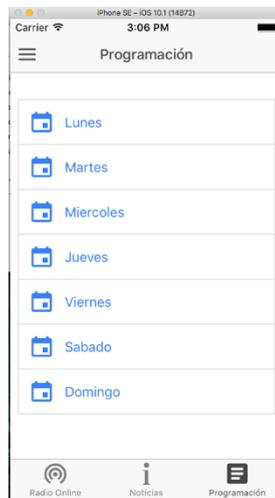 iPhone SE – iOS 10.1 (14B72)
Carrier 3:06 PM
Programación
Lunes
Martes
Miercoles
Jueves
Viernes
Sabado
Domingo
Radio Online Noticias Programación